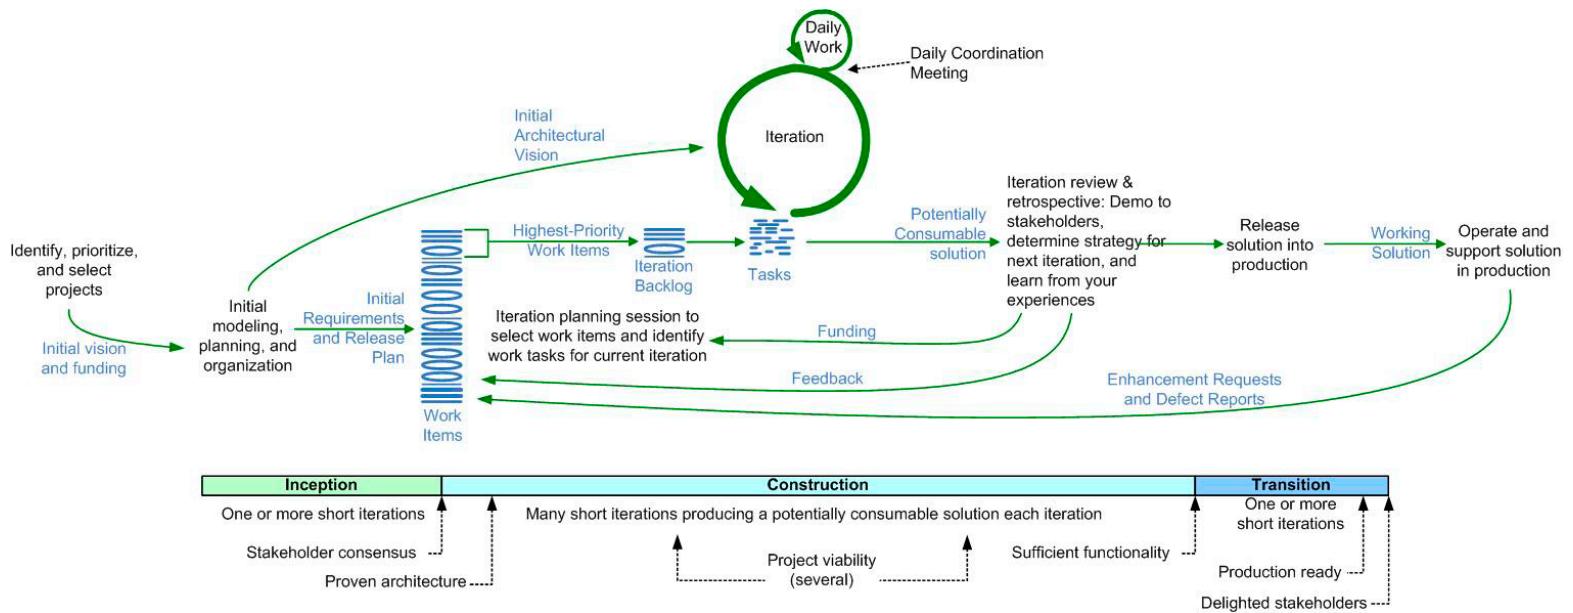 Daily
Work
Daily Coordination
Meeting
Initial
Architectural
Vision
Iteration
Identify, prioritize,
and select
projects
Initial vision
and funding
Initial
modeling,
planning, and
organization
Initial
Requirements
and Release
Plan
Work
Items
Highest-Priority
Work Items
Iteration
Backlog
Tasks
Iteration planning session to
select work items and identify
work tasks for current iteration
Potentially
Consumable
solution
Iteration review &
retrospective: Demo to
stakeholders,
determine strategy for
next iteration, and
learn from your
experiences
Funding
Feedback
Release
solution into
production
Working
Solution
Operate and
support solution
in production
Enhancement Requests
and Defect Reports
Inception
Construction
Transition
One or more short iterations
Many short iterations producing a potentially consumable solution each iteration
One or more
short iterations
Stakeholder consensus
Proven architecture
Project viability
(several)
Sufficient functionality
Production ready
Delighted stakeholders